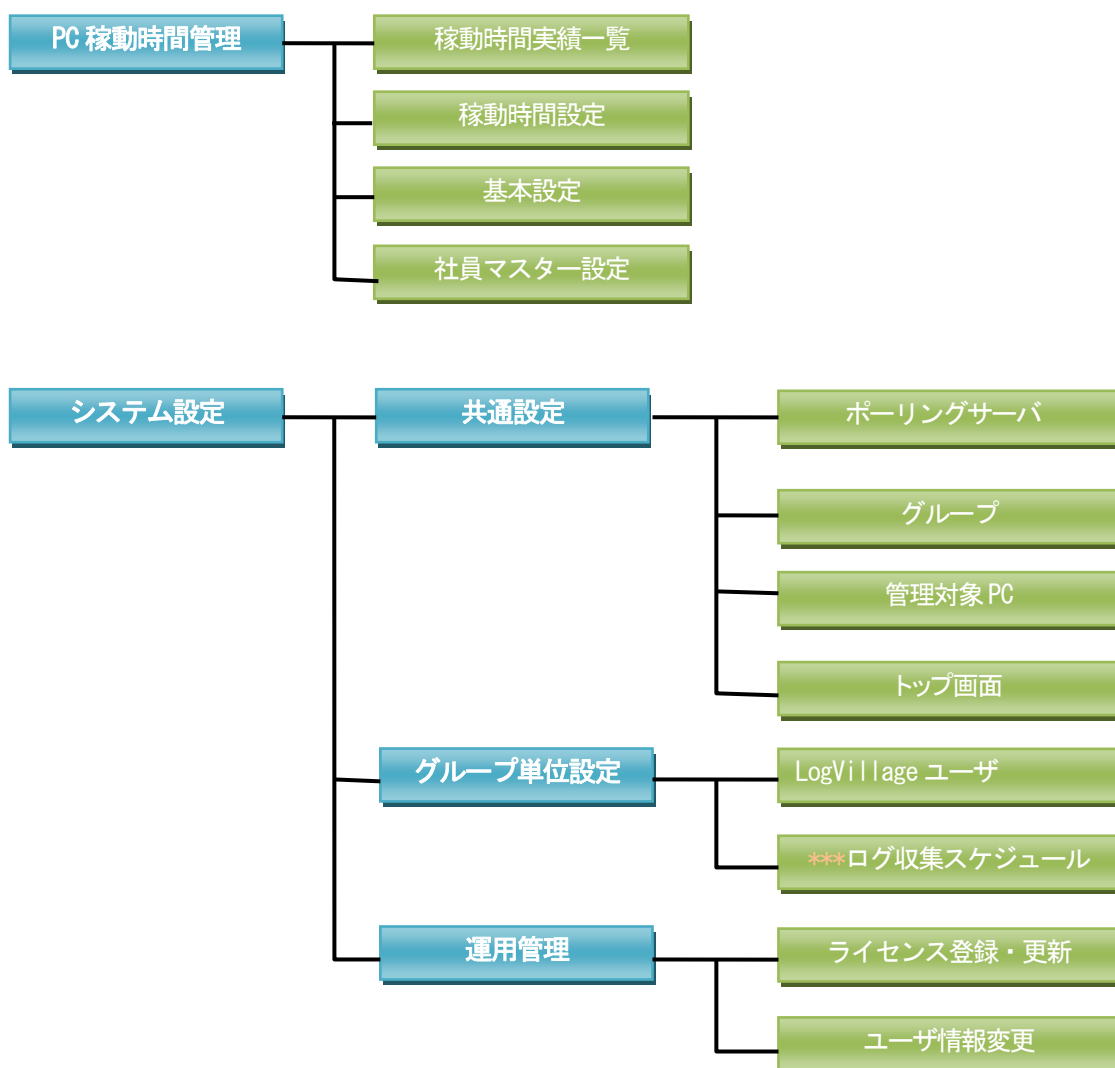 PC 稼動時間管理
稼動時間実績一覧
稼動時間設定
基本設定
社員マスター設定
システム設定
共通設定
ポーリングサーバ
グループ
管理対象 PC
トップ画面
グループ単位設定
LogVillage ユーザ
***ログ収集スケジュール
運用管理
ライセンス登録・更新
ユーザ情報変更